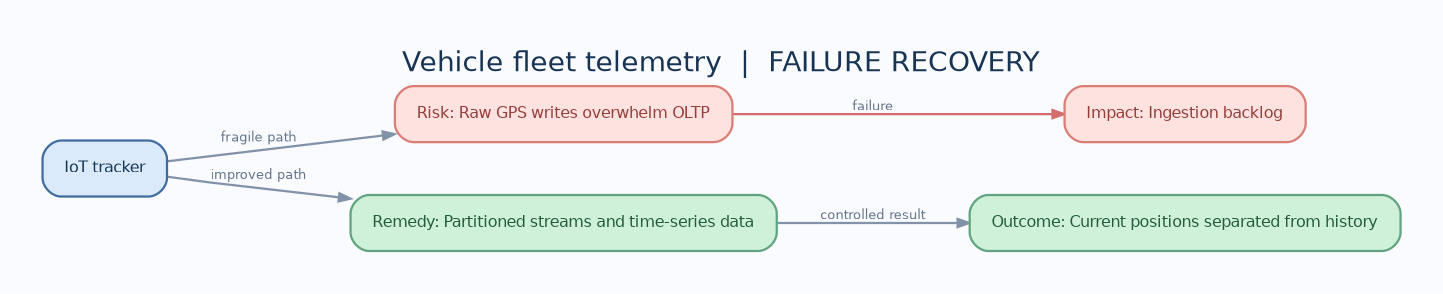 Vehicle fleet telemetry | FAILURE RECOVERY
Risk: Raw GPS writes overwhelm OLTP
failure
Impact: Ingestion backlog
fragile path
IoT tracker
improved path
Remedy: Partitioned streams and time-series data
controlled result
Outcome: Current positions separated from history